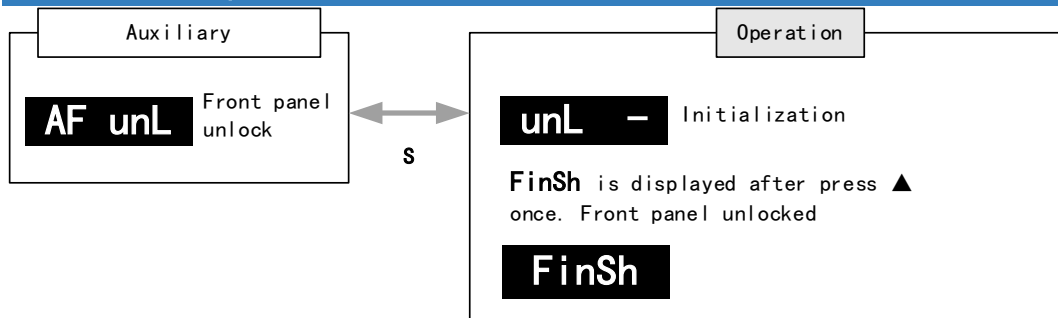 Auxiliary
AF unL
Front panel
unlock
S
Operation
unL -
Initialization
FinSh is displayed after press ▲
once. Front panel unlocked
FinSh